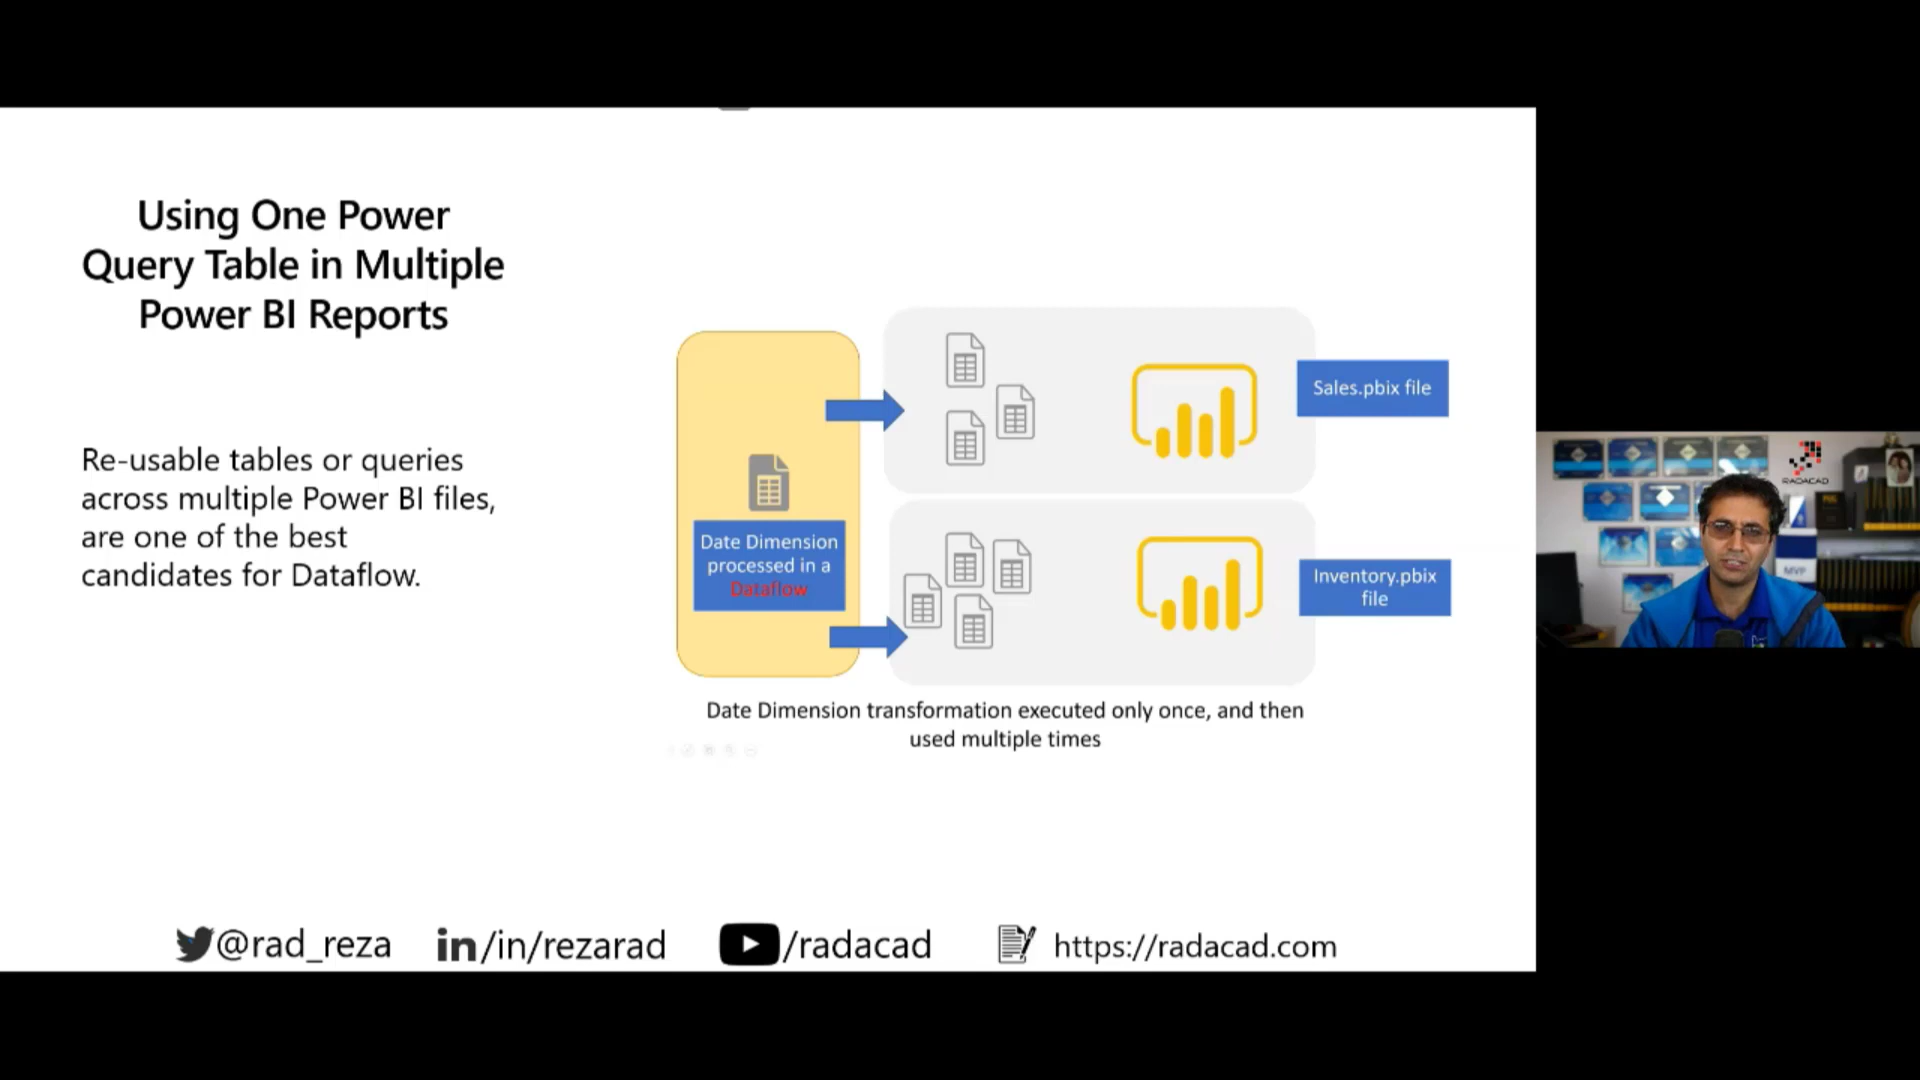 Using One Power
Query Table in Multiple
Power BI Reports
Re-usable tables or queries
across multiple Power BI files,
are one of the best
candidates for Dataflow.
Date Dimension
processed in a
Dataflow
Sales.pbix file
Inventory.pbix
file
Date Dimension transformation executed only once, and then
used multiple times
RADACAD
MVP
@rad_reza
in/in/rezarad
/radacad
https://radacad.com